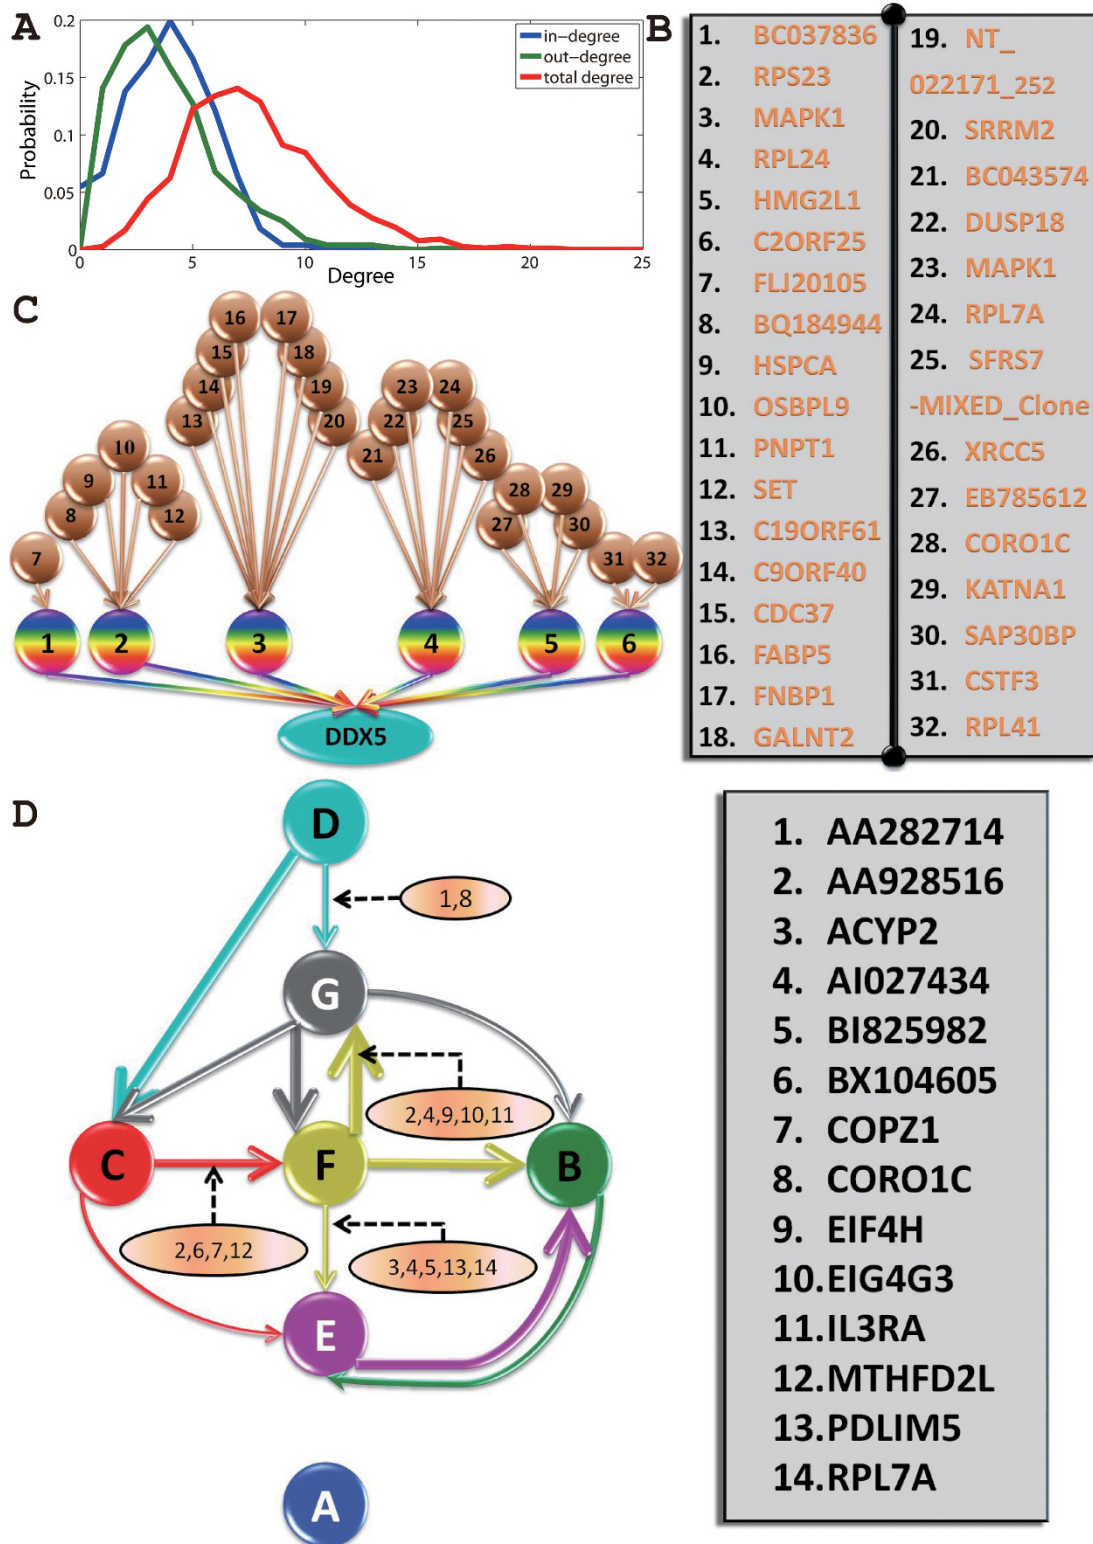 A
in-degree
out-degree
total degree
Probability
0.2
0.15
0.1
0.05
0
0
5
10
15
20
25
Degree
B
1. BC037836
2. RPS23
3. MAPK1
4. RPL24
5. HMG2L1
6. C2ORF25
7. FLJ20105
8. BQ184944
9. HSPCA
10. OSBPL9
11. PNPT1
12. SET
13. C19ORF61
14. C9ORF40
15. CDC37
16. FABP5
17. FNBP1
18. GALNT2
19. NT_
022171_252
20. SRRM2
21. BC043574
22. DUSP18
23. MAPK1
24. RPL7A
25. SFRS7
-MIXED_Clone
26. XRCC5
27. EB785612
28. CORO1C
29. KATNA1
30. SAP30BP
31. CSTF3
32. RPL41
C
7
8
9
10
11
12
13
14
15
16
17
18
19
20
21
22
23
24
25
26
27
28
29
30
31
32
1
2
3
4
5
6
DDX5
D
D
1,8
G
2,4,9,10,11
C
F
B
2,6,7,12
3,4,5,13,14
E
A
1. AA282714
2. AA928516
3. ACYP2
4. AI027434
5. BI825982
6. BX104605
7. COPZ1
8. CORO1C
9. EIF4H
10.EIG4G3
11.IL3RA
12.MTHFD2L
13.PDLIM5
14.RPL7A